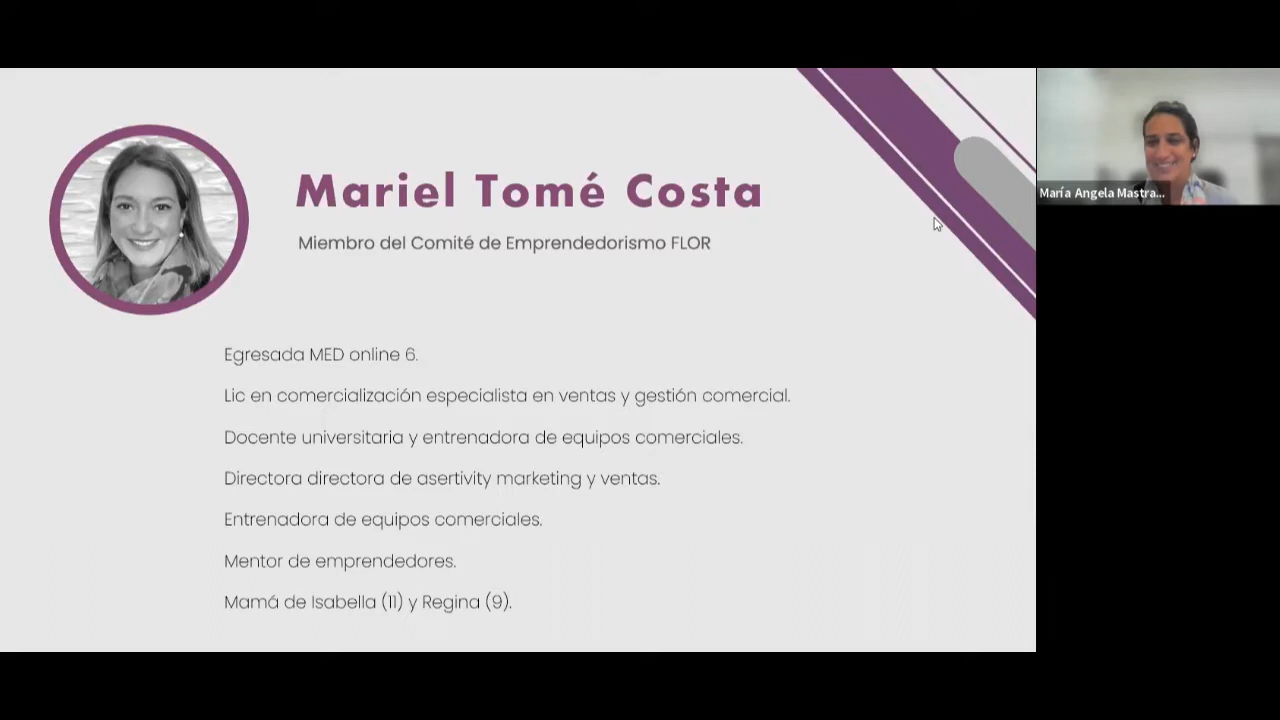 Mariel Tomé Costa
Miembro del Comité de Emprendedorismo FLOR
María Angela Mastra...
Egresada MED online 6.
Lic en comercialización especialista en ventas y gestión comercial.
Docente universitaria y entrenadora de equipos comerciales.
Directora directora de asertivity marketing y ventas.
Entrenadora de equipos comerciales.
Mentor de emprendedores.
Mamá de Isabella (11) y Regina (9).